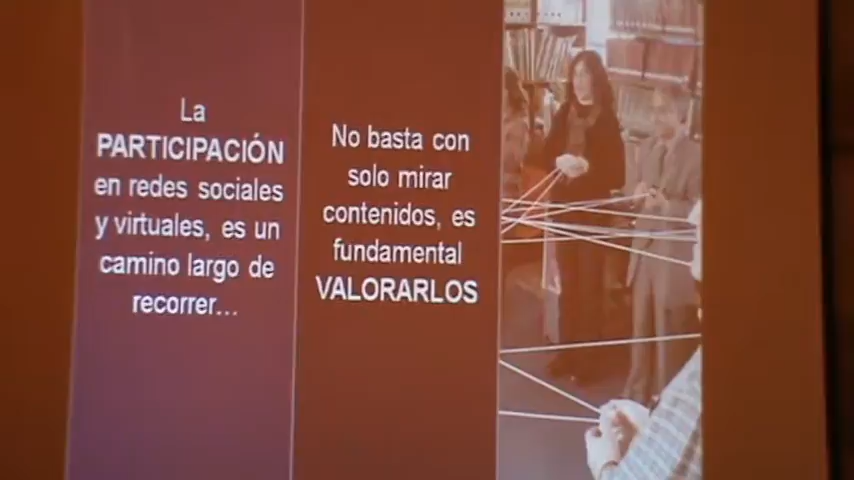 La
PARTICIPACIÓN
en redes sociales
y virtuales, es un
camino largo de
recorrer...
No basta con
solo mirar
contenidos, es
fundamental
VALORARLOS